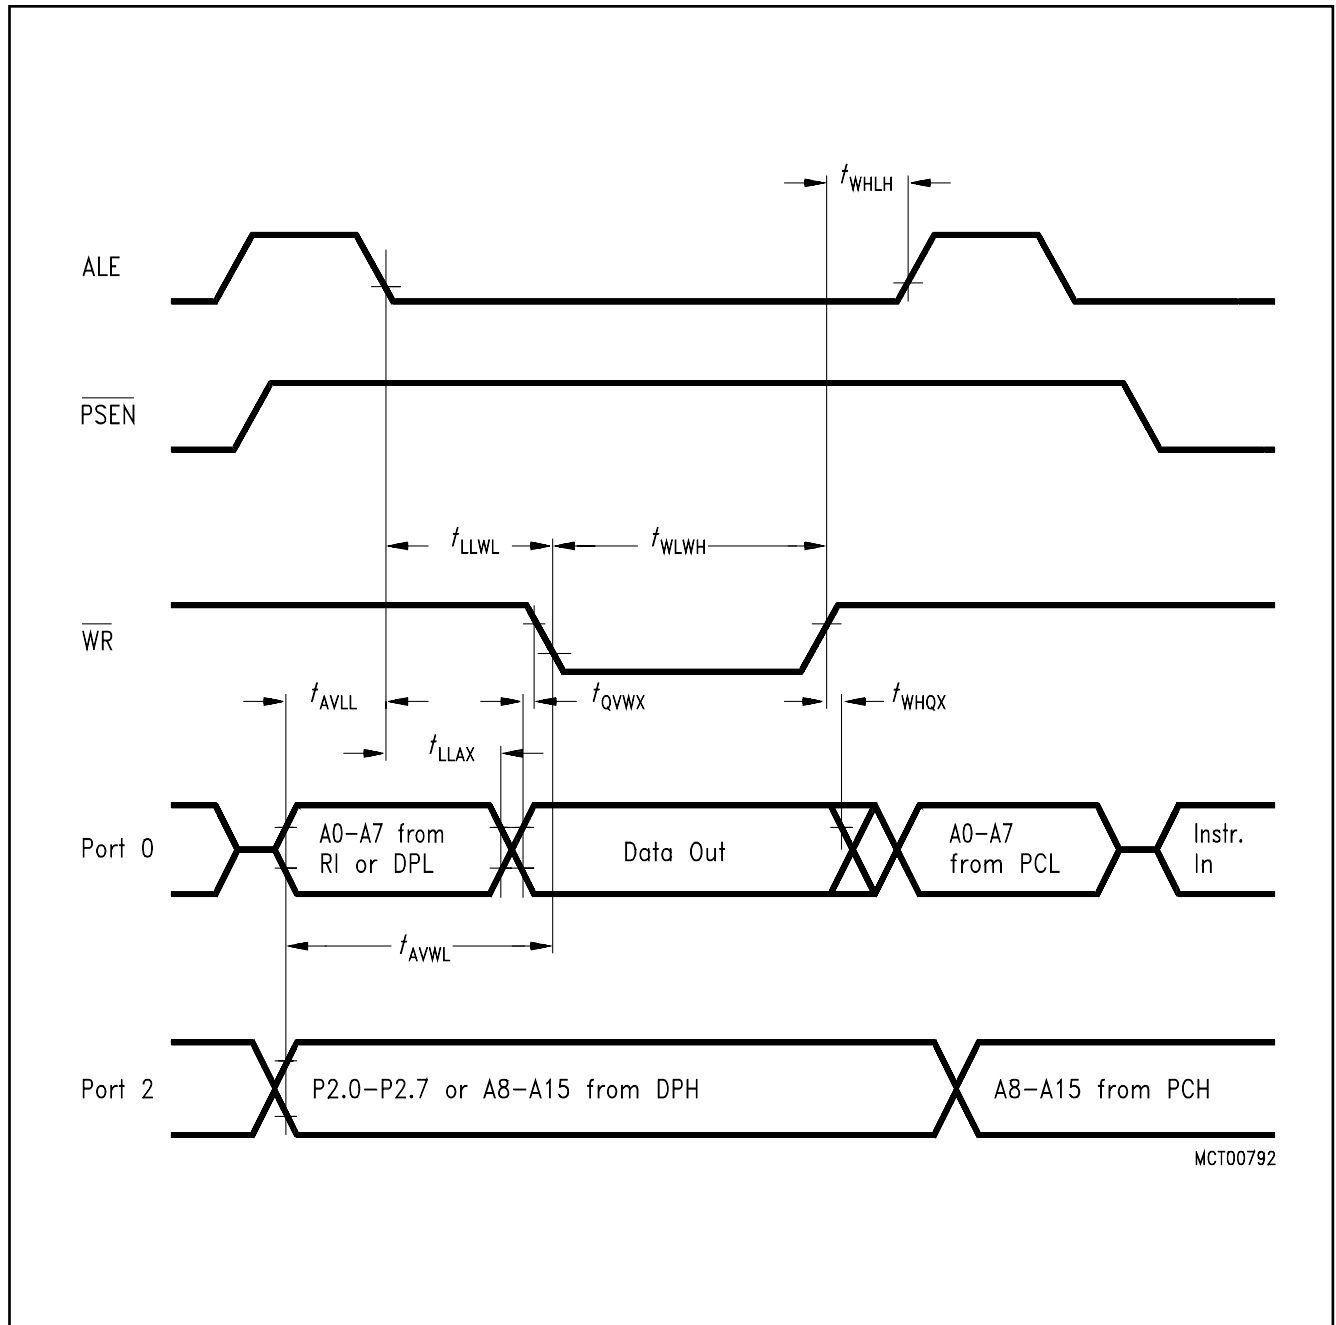 tWHLH
ALE
PSEN
tLLWL
tWLWH
WR
tAVLL
tQVWX
tWHQX
tLLAX
Port 0
A0–A7 from
RI or DPL
Data Out
A0–A7
from PCL
Instr.
In
tAVWL
Port 2
P2.0–P2.7 or A8–A15 from DPH
A8–A15 from PCH
MCT00792